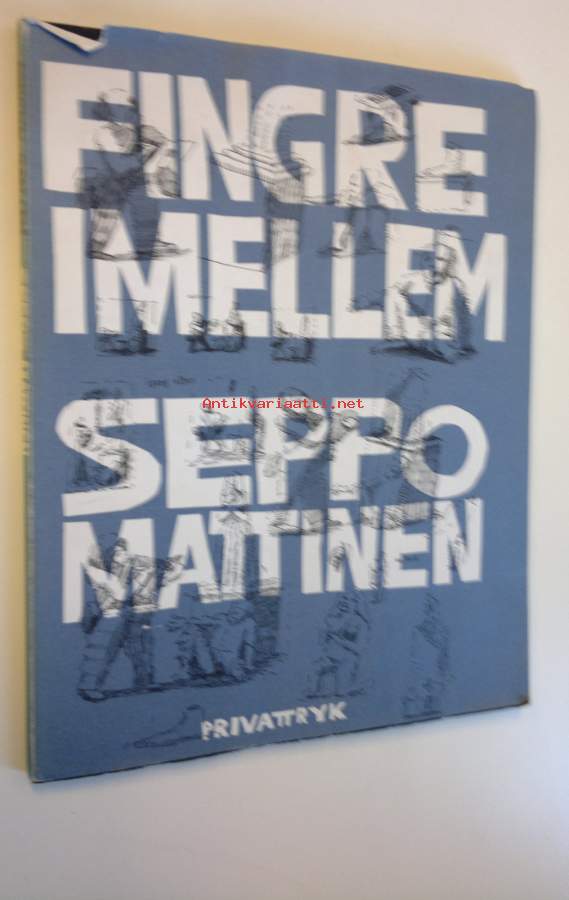 FINGRE
IMELLEM
Antikvariaatti.net
SEPPO
MATTINEN
PRIVATTRYK